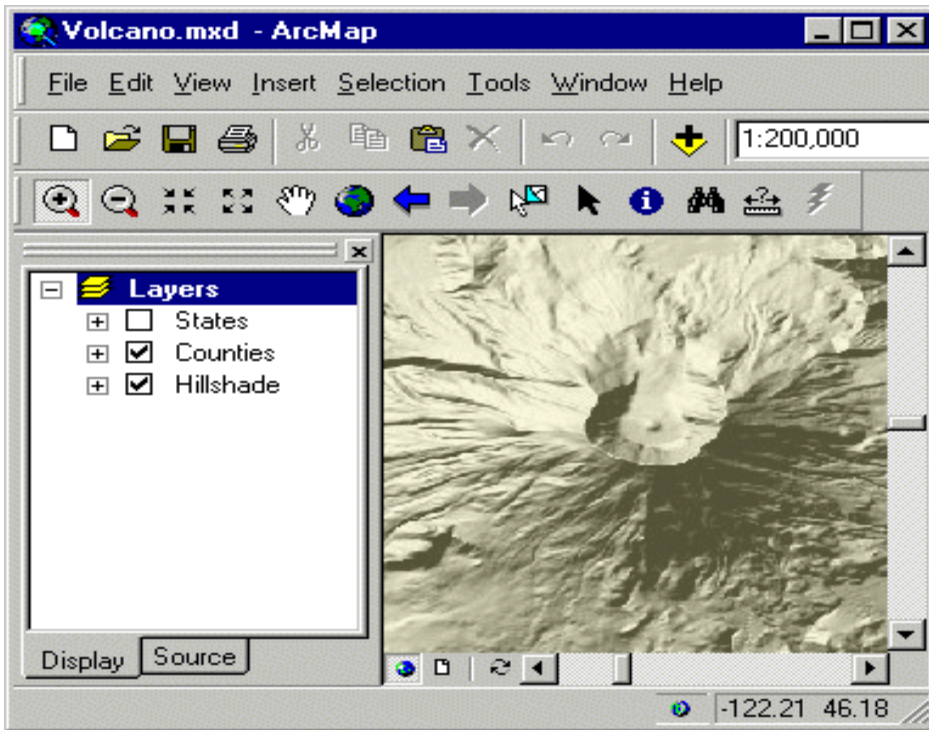 Volcano.mxd - ArcMap
File Edit View Insert Selection Tools Window Help
1:200,000
Layers
States
Counties
Hillshade
Display Source
-122.21 46.18